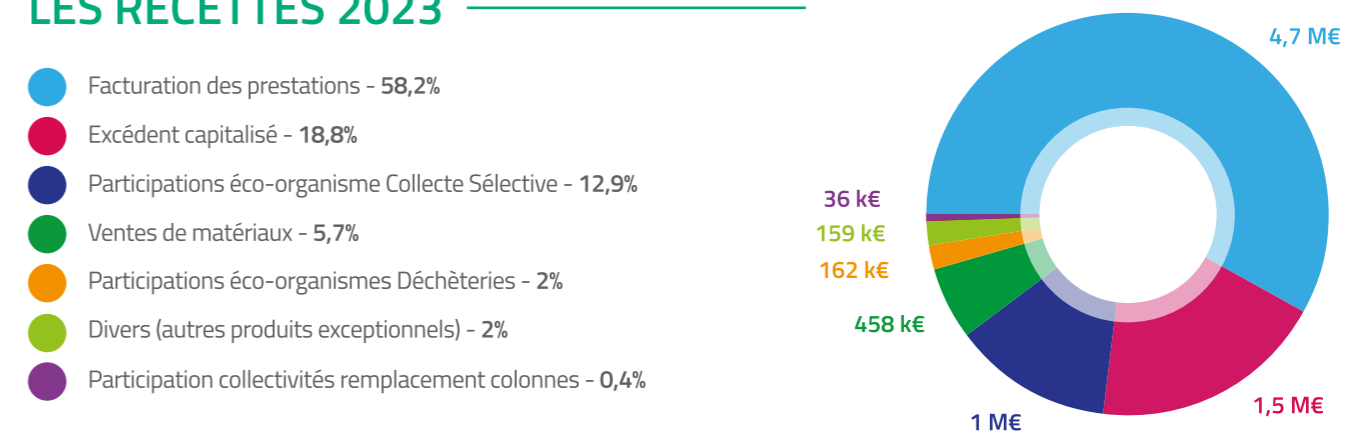 LES RECETTES 2023
Facturation des prestations - 58,2%
Excédent capitalisé - 18,8%
Participations éco-organisme Collecte Sélective - 12,9%
Ventes de matériaux - 5,7%
Participations éco-organismes Déchèteries - 2%
Divers (autres produits exceptionnels) - 2%
Participation collectivités remplacement colonnes - 0,4%
4,7 M€
36 k€
159 k€
162 k€
458 k€
1 M€
1,5 M€